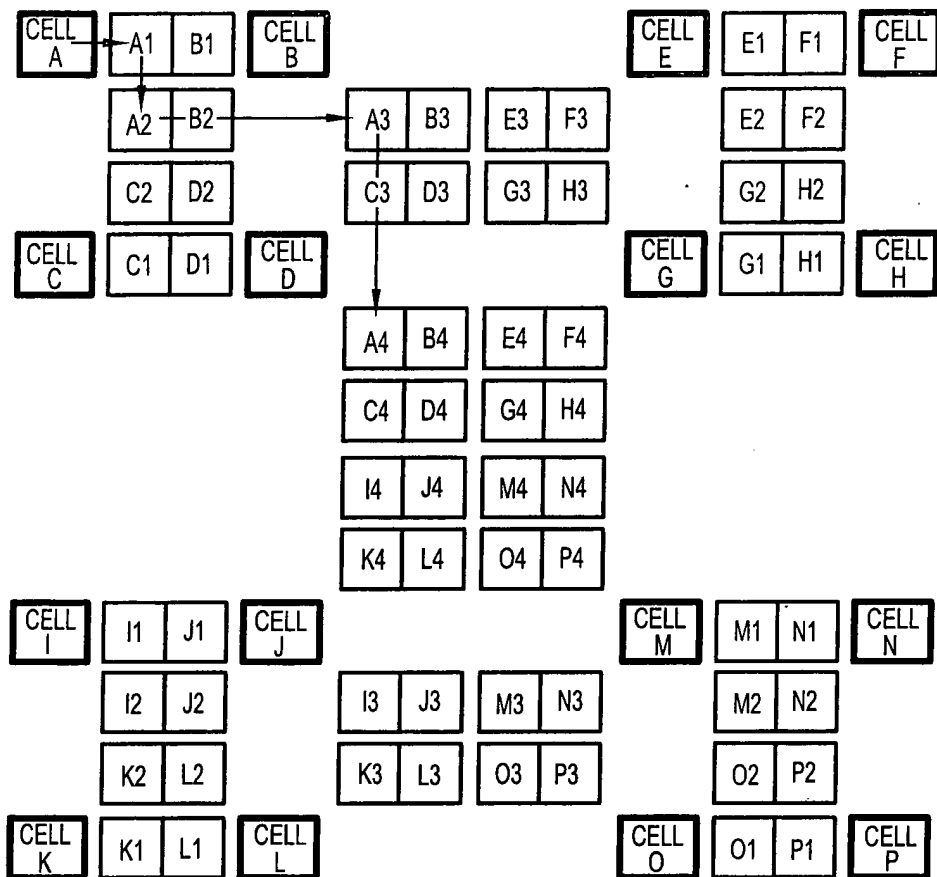 CELL A A1 B1 CELL B CELL E E1 F1 CELL F
A2 B2 A3 B3 E3 F3 E2 F2
C2 D2 C3 D3 G3 H3 G2 H2
CELL C C1 D1 CELL D CELL G G1 H1 CELL H
A4 B4 E4 F4
C4 D4 G4 H4
I4 J4 M4 N4
K4 L4 O4 P4
CELL I I1 J1 CELL J CELL M M1 N1 CELL N
I2 J2 I3 J3 M3 N3 M2 N2
K2 L2 K3 L3 O3 P3 O2 P2
CELL K K1 L1 CELL L CELL O O1 P1 CELL P